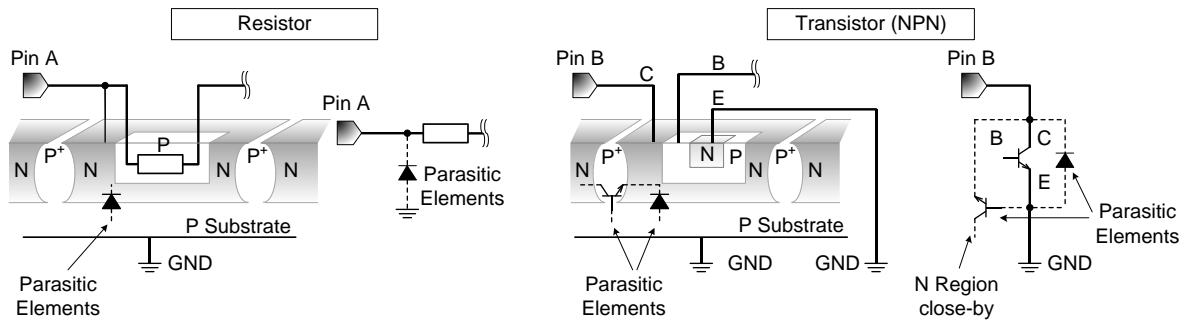 Resistor
Transistor (NPN)
Pin A
Pin A
N
P+
N
P
N
P+
N
Parasitic
Elements
P Substrate
GND
Parasitic
Elements
Pin B
C
B
E
N
P+
N
N
P
N
P+
N
P Substrate
GND
GND
Parasitic
Elements
Pin B
B
C
E
Parasitic
Elements
GND
N Region
close-by